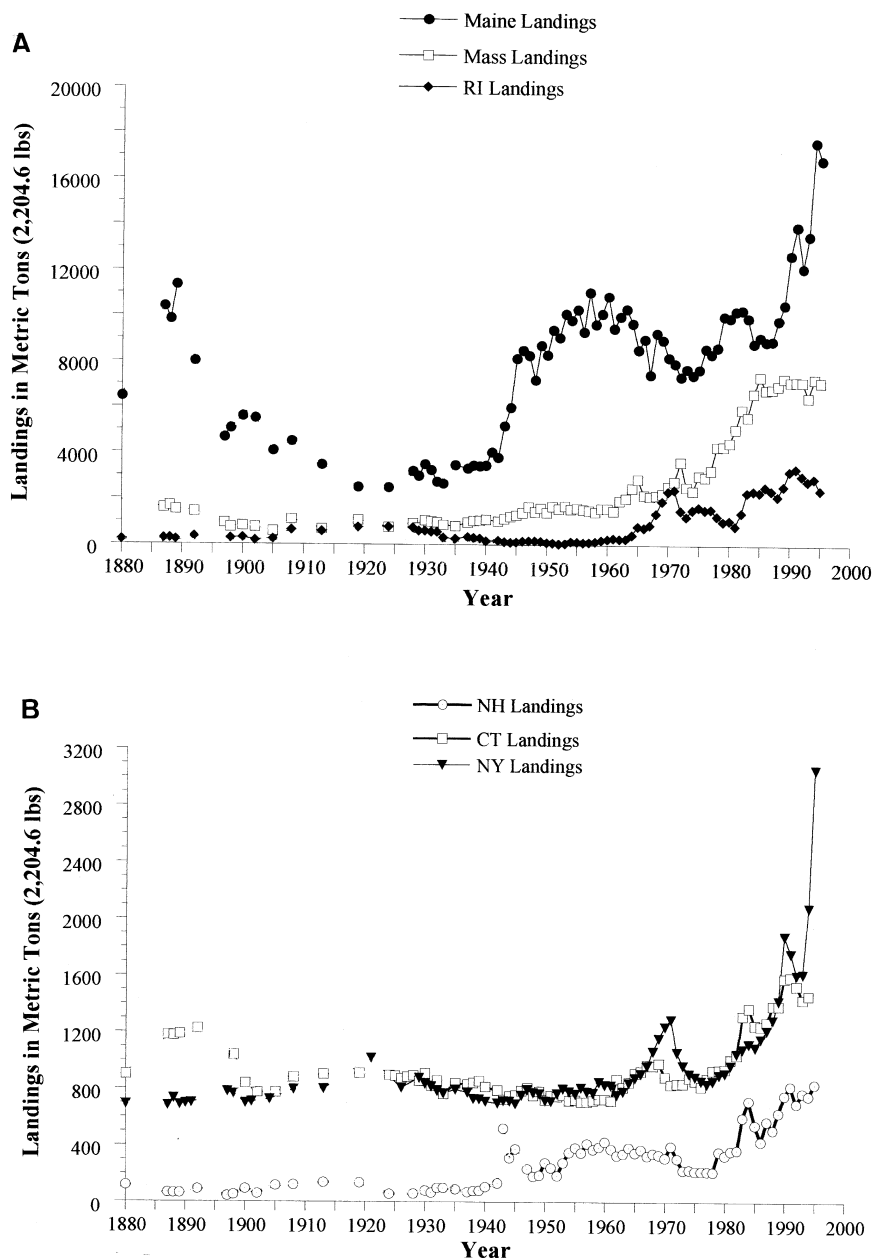 A
Maine Landings
Mass Landings
RI Landings
Landings in Metric Tons (2,204.6 lbs)
20000
16000
12000
8000
4000
0
1880 1890 1900 1910 1920 1930 1940 1950 1960 1970 1980 1990 2000
Year
B
NH Landings
CT Landings
NY Landings
Landings in Metric Tons (2,204.6 lbs)
3200
2800
2400
2000
1600
1200
800
400
0
1880 1890 1900 1910 1920 1930 1940 1950 1960 1970 1980 1990 2000
Year